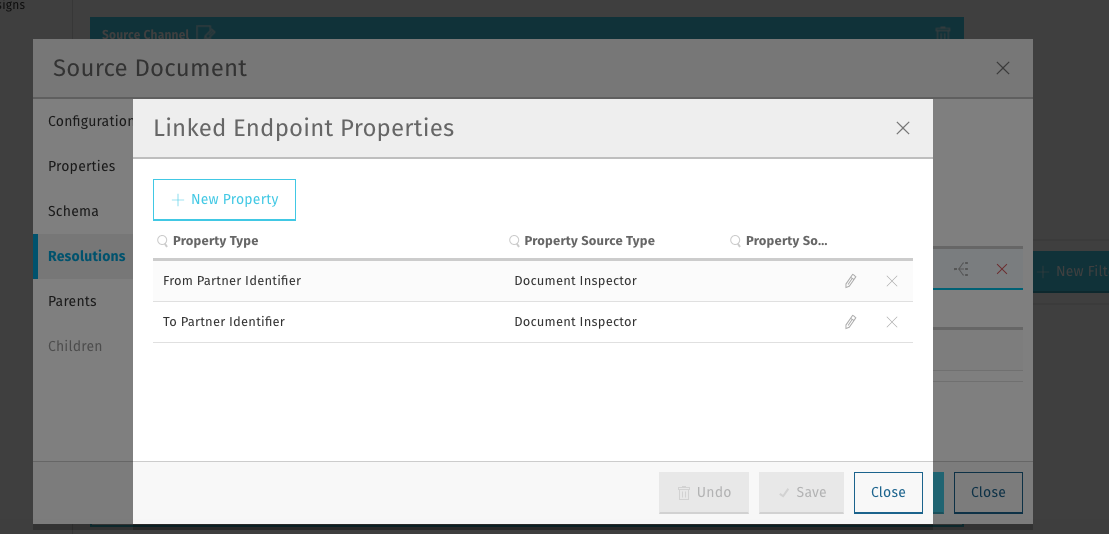 signs
Source Channel
Source Document
Configuration
Properties
Schema
Resolutions
Parents
Children
Linked Endpoint Properties
New Property
Property Type Property Source Type Property So...
From Partner Identifier Document Inspector
To Partner Identifier Document Inspector
New Filt
Undo Save Close
Close